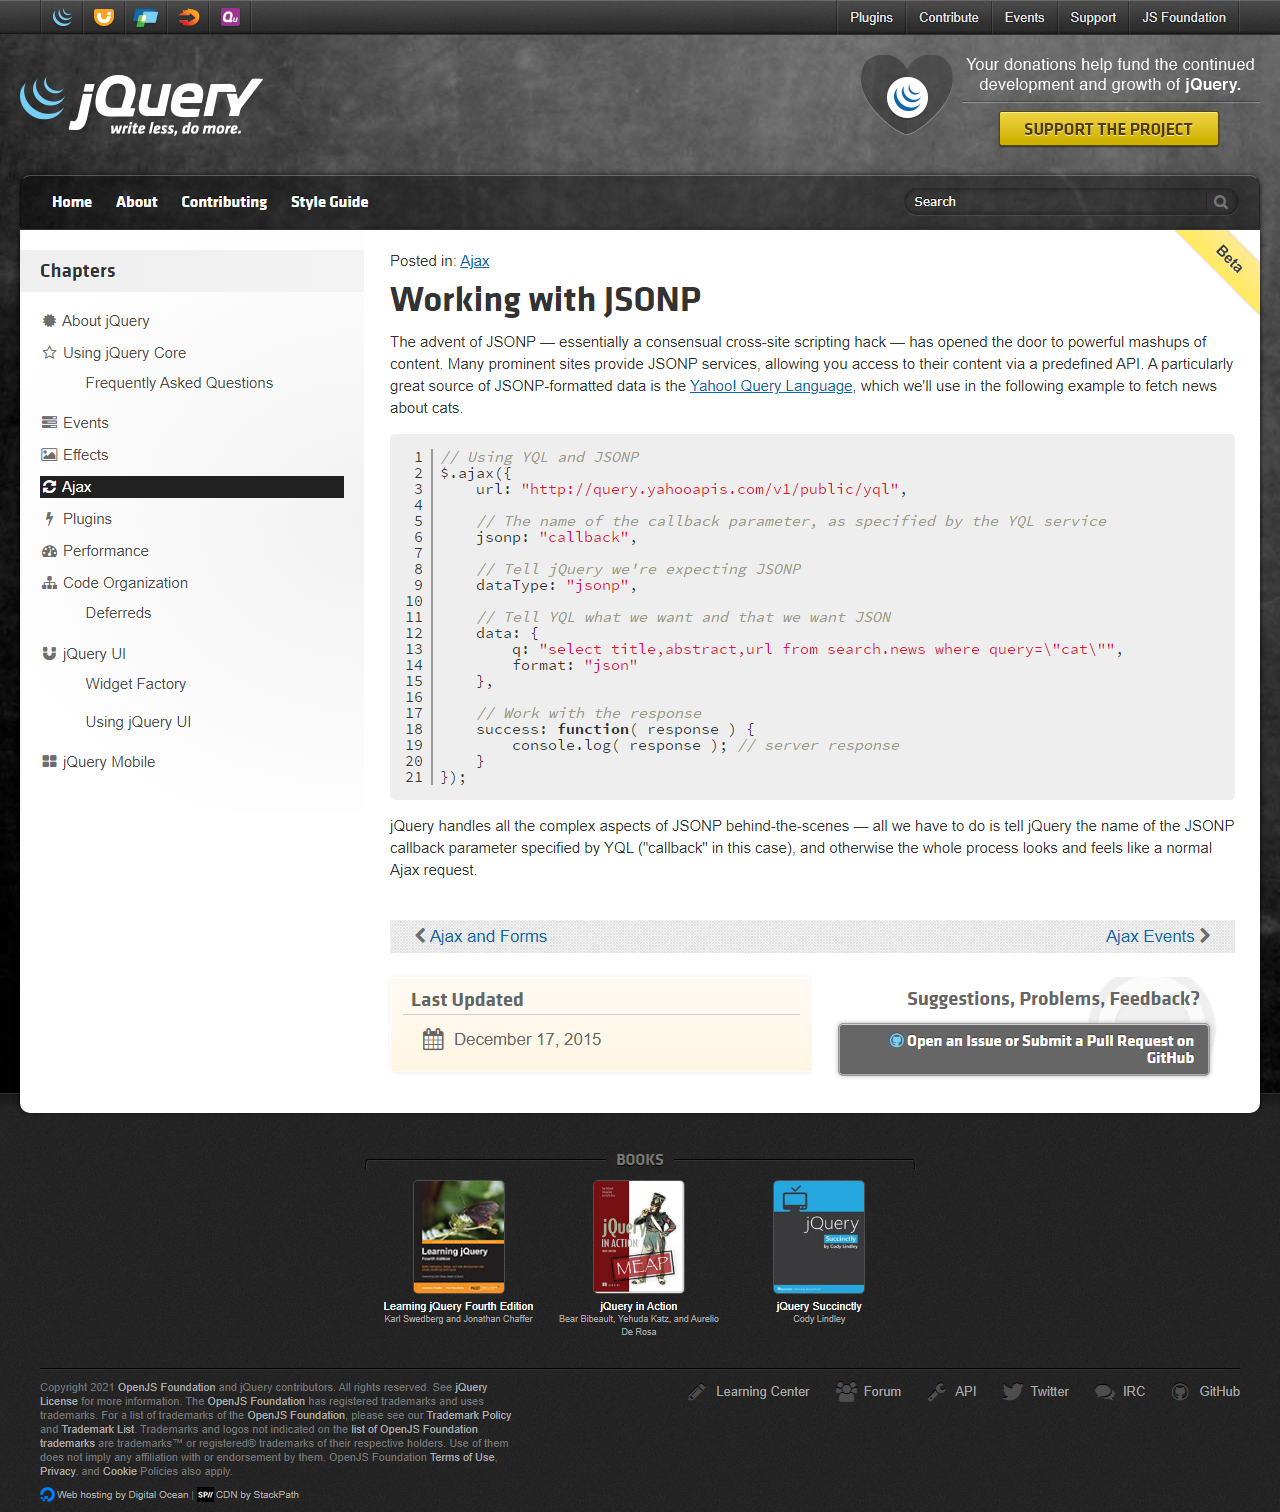 Plugins
Contribute
Events
Support
JS Foundation
jQuery
write less, do more.
Your donations help fund the continued
development and growth of jQuery.
SUPPORT THE PROJECT
Home
About
Contributing
Style Guide
Search
Beta
Chapters
About jQuery
Using jQuery Core
Frequently Asked Questions
Events
Effects
Ajax
Plugins
Performance
Code Organization
Deferreds
jQuery UI
Widget Factory
Using jQuery UI
jQuery Mobile
Posted in: Ajax
Working with JSONP
The advent of JSONP — essentially a consensual cross-site scripting hack — has opened the door to powerful mashups of
content. Many prominent sites provide JSONP services, allowing you access to their content via a predefined API. A particularly
great source of JSONP-formatted data is the Yahoo! Query Language, which we'll use in the following example to fetch news
about cats.
1 // Using YQL and JSONP
2 $.ajax({
3     url: "http://query.yahooapis.com/v1/public/yql",
4
5     // The name of the callback parameter, as specified by the YQL service
6     jsonp: "callback",
7
8     // Tell jQuery we're expecting JSONP
9     dataType: "jsonp",
10
11     // Tell YQL what we want and that we want JSON
12     data: {
13         q: "select title,abstract,url from search.news where query=\"cat\"",
14         format: "json"
15     },
16
17     // Work with the response
18     success: function( response ) {
19         console.log( response ); // server response
20     }
21 });
jQuery handles all the complex aspects of JSONP behind-the-scenes — all we have to do is tell jQuery the name of the JSONP
callback parameter specified by YQL ("callback" in this case), and otherwise the whole process looks and feels like a normal
Ajax request.
Ajax and Forms
Ajax Events
Last Updated
December 17, 2015
Suggestions, Problems, Feedback?
Open an Issue or Submit a Pull Request on
GitHub
BOOKS
Learning jQuery
Fourth Edition
jQuery
IN ACTION
MEAP
jQuery
Succinctly
by Cody Lindley
Learning jQuery Fourth Edition
Karl Swedberg and Jonathan Chaffer
jQuery in Action
Bear Bibeault, Yehuda Katz, and Aurelio
De Rosa
jQuery Succinctly
Cody Lindley
Learning Center
Forum
API
Twitter
IRC
GitHub
Copyright 2021 OpenJS Foundation and jQuery contributors. All rights reserved. See jQuery
License for more information. The OpenJS Foundation has registered trademarks and uses
trademarks. For a list of trademarks of the OpenJS Foundation, please see our Trademark Policy
and Trademark List. Trademarks and logos not indicated on the list of OpenJS Foundation
trademarks are trademarks™ or registered® trademarks of their respective holders. Use of them
does not imply any affiliation with or endorsement by them. OpenJS Foundation Terms of Use,
Privacy, and Cookie Policies also apply.
Web hosting by Digital Ocean | SP// CDN by StackPath